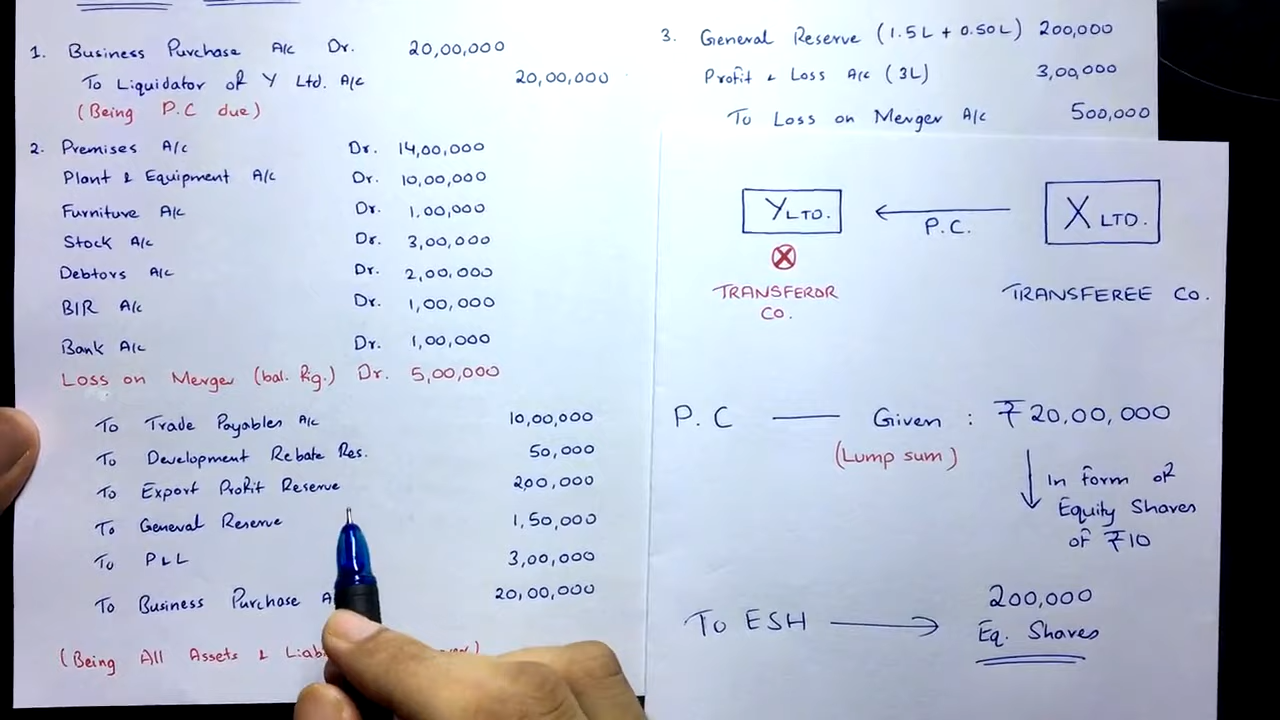 1. Business Purchase A/c Dr. 20,00,000
To Liquidator of Y Ltd. A/c 20,00,000
(Being P.C due)
2. Premises A/c Dr. 14,00,000
Plant & Equipment A/c Dr. 10,00,000
Furniture A/c Dr. 1,00,000
Stock A/c Dr. 3,00,000
Debtors A/c Dr. 2,00,000
B/R A/c Dr. 1,00,000
Bank A/c Dr. 1,00,000
Loss on Merger (bal. fig.) Dr. 5,00,000
To Trade Payables A/c 10,00,000
To Development Rebate Res. 50,000
To Export Profit Reserve 200,000
To General Reserve 1,50,000
To P&L 3,00,000
To Business Purchase 20,00,000
(Being All Assets &
3. General Reserve (1.5L + 0.50L) 200,000
Profit & Loss A/c (3L) 3,00,000
To Loss on Merger A/c 500,000
Y LTD. P.C. X LTD.
TRANSFEROR CO.
TRANSFEREE CO.
P.C — Given : ₹20,00,000
(Lump sum)
In form of
Equity Shares
of ₹10
To ESH 200,000
Eq. Shares